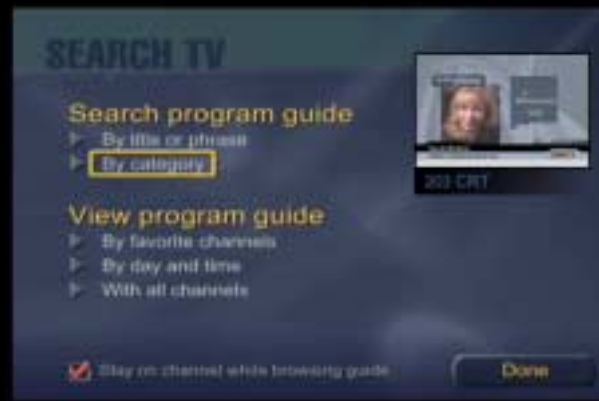 SEARCH TV
Search program guide
By title or phrase
By category
View program guide
By favorite channels
By day and time
With all channels
Stay on channel while browsing guide
Done
203 CRT